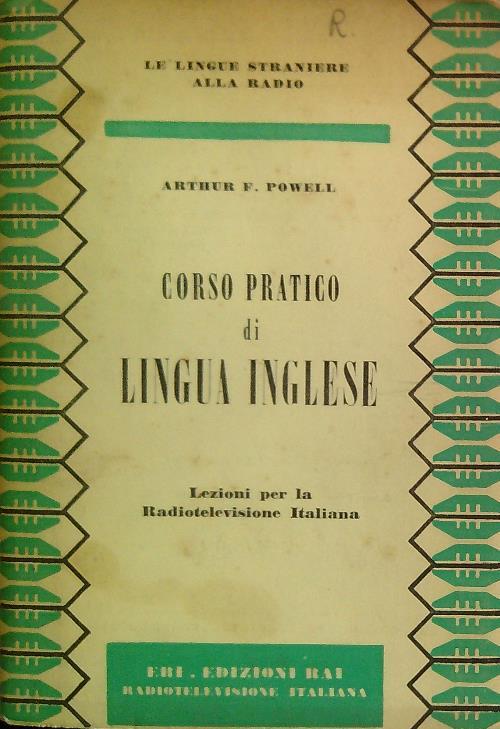 R.
LE LINGUE STRANIERE
ALLA RADIO
ARTHUR F. POWELL
CORSO PRATICO
di
LINGUA INGLESE
Lezioni per la
Radiotelevisione Italiana
ERI . EDIZIONI RAI
RADIOTELEVISIONE ITALIANA